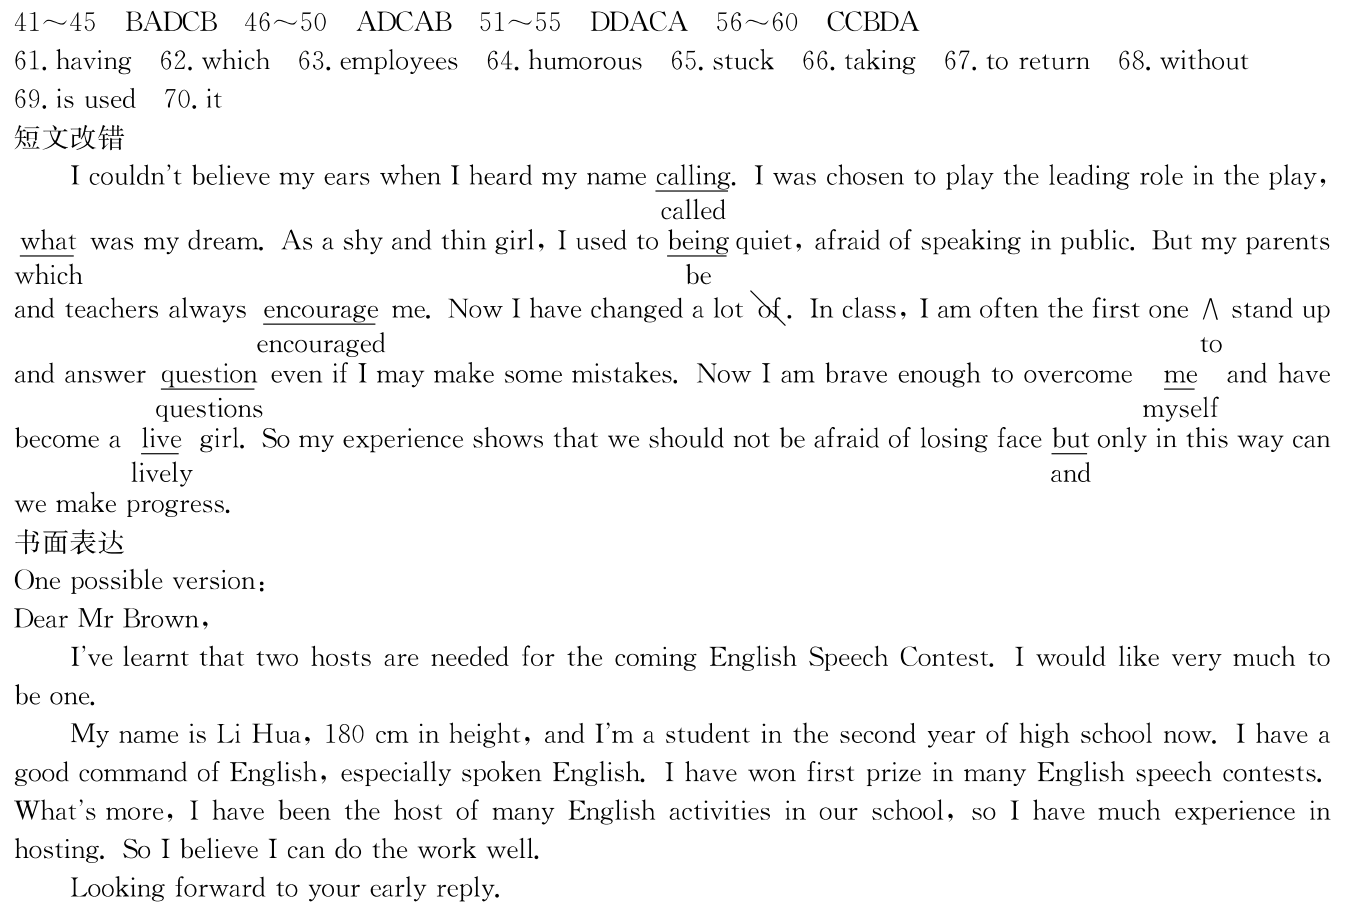 41～45 BADCB 46～50 ADCAB 51～55 DDACA 56～60 CCBDA
61. having 62. which 63. employees 64. humorous 65. stuck 66. taking 67. to return 68. without
69. is used 70. it
短文改错
I couldn't believe my ears when I heard my name calling. I was chosen to play the leading role in the play,
called
what was my dream. As a shy and thin girl, I used to being quiet, afraid of speaking in public. But my parents
which be
and teachers always encourage me. Now I have changed a lot of. In class, I am often the first one ∧ stand up
encouraged to
and answer question even if I may make some mistakes. Now I am brave enough to overcome me and have
questions myself
become a live girl. So my experience shows that we should not be afraid of losing face but only in this way can
lively and
we make progress.
书面表达
One possible version:
Dear Mr Brown,
I've learnt that two hosts are needed for the coming English Speech Contest. I would like very much to
be one.
My name is Li Hua, 180 cm in height, and I'm a student in the second year of high school now. I have a
good command of English, especially spoken English. I have won first prize in many English speech contests.
What's more, I have been the host of many English activities in our school, so I have much experience in
hosting. So I believe I can do the work well.
Looking forward to your early reply.